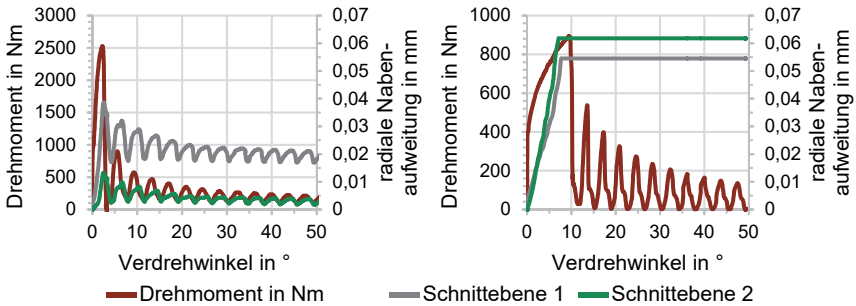 Drehmoment in Nm
3000
2500
2000
1500
1000
500
0
0,07
0,06
0,05
0,04
0,03
0,02
0,01
0
radiale Naben-
aufweitung in mm
0 10 20 30 40 50
Verdrehwinkel in °
Drehmoment in Nm
1000
800
600
400
200
0
0,07
0,06
0,05
0,04
0,03
0,02
0,01
0
radiale Naben-
aufweitung in mm
0 10 20 30 40 50
Verdrehwinkel in °
Drehmoment in Nm Schnittebene 1 Schnittebene 2